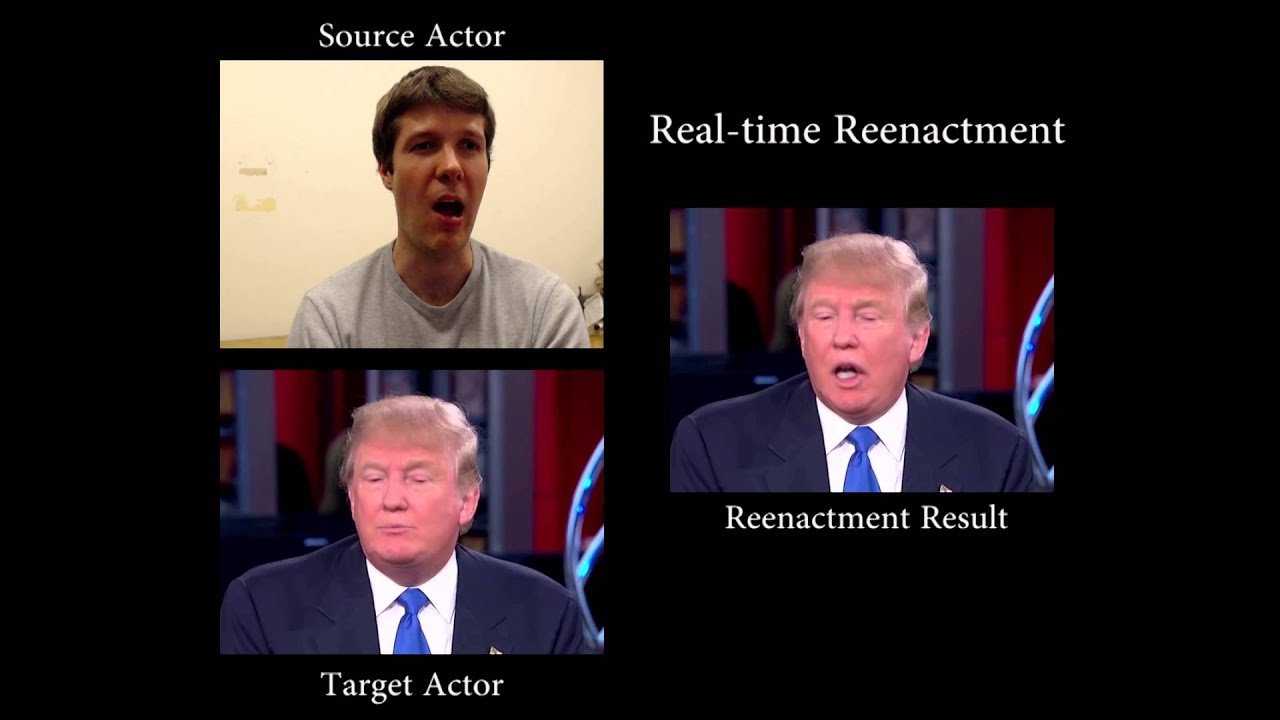 Source Actor
Real-time Reenactment
Reenactment Result
Target Actor